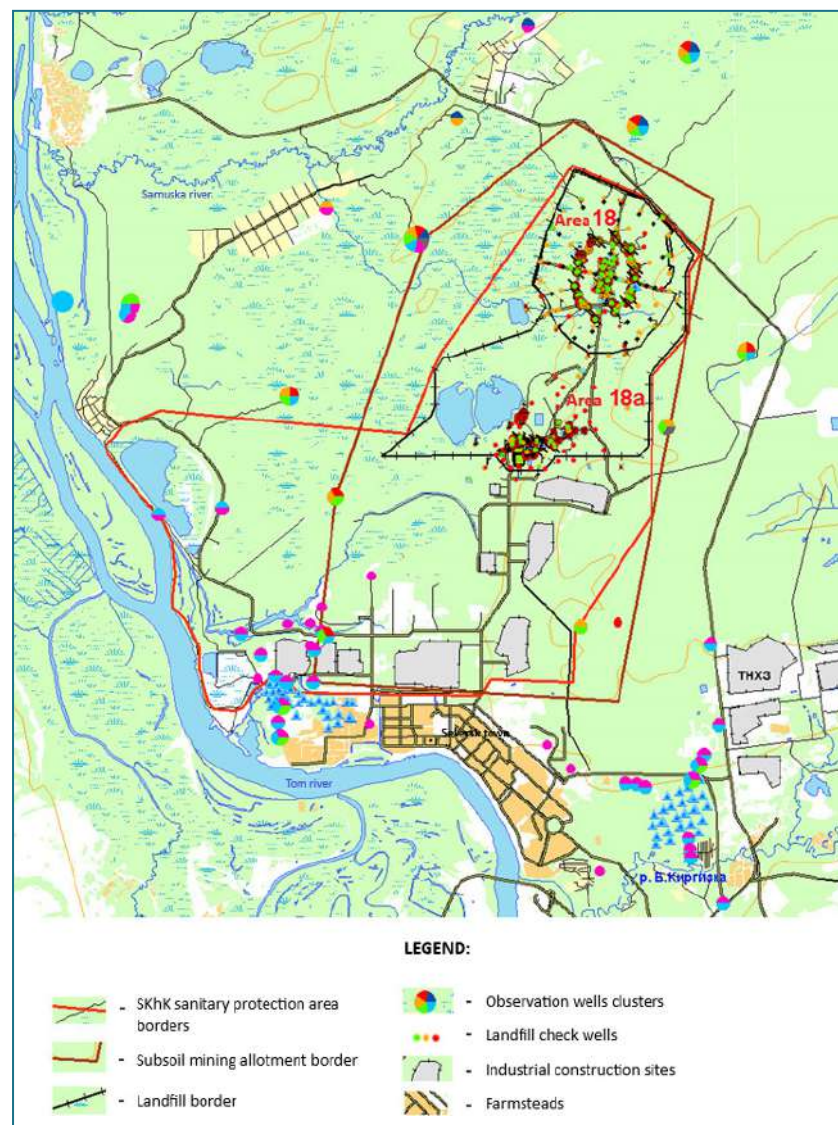 Samuska river
Area 18
Area 18a
ТНХЗ
Seversk town
Tom river
р. Б.Киргизка
LEGEND:
- SKhK sanitary protection area
borders
- Subsoil mining allotment border
- Landfill border
- Observation wells clusters
- Landfill check wells
- Industrial construction sites
- Farmsteads